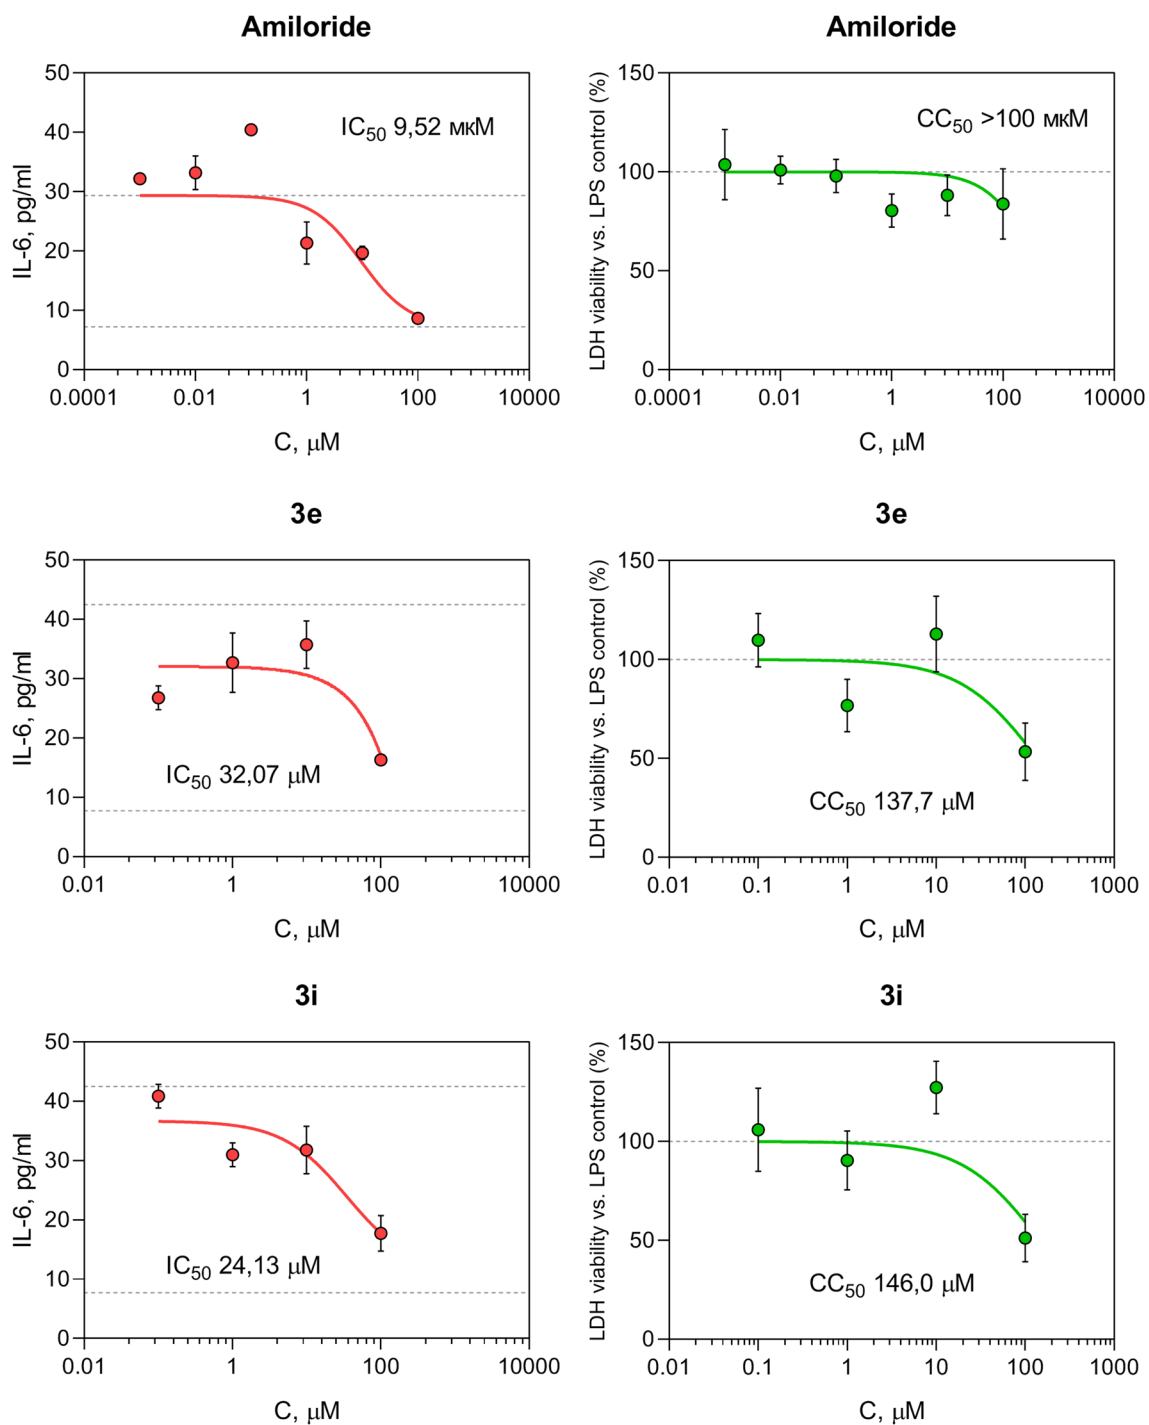 Amiloride
50
40
30
20
10
0
IL-6, pg/ml
IC50 9,52 мкМ
0.0001 0.01 1 100 10000
C, μM
Amiloride
150
100
50
0
LDH viability vs. LPS control (%)
CC50 >100 мкМ
0.0001 0.01 1 100 10000
C, μM
3e
50
40
30
20
10
0
IL-6, pg/ml
IC50 32,07 μM
0.01 1 100 10000
C, μM
3e
150
100
50
0
LDH viability vs. LPS control (%)
CC50 137,7 μM
0.01 0.1 1 10 100 1000
C, μM
3i
50
40
30
20
10
0
IL-6, pg/ml
IC50 24,13 μM
0.01 1 100 10000
C, μM
3i
150
100
50
0
LDH viability vs. LPS control (%)
CC50 146,0 μM
0.01 0.1 1 10 100 1000
C, μM